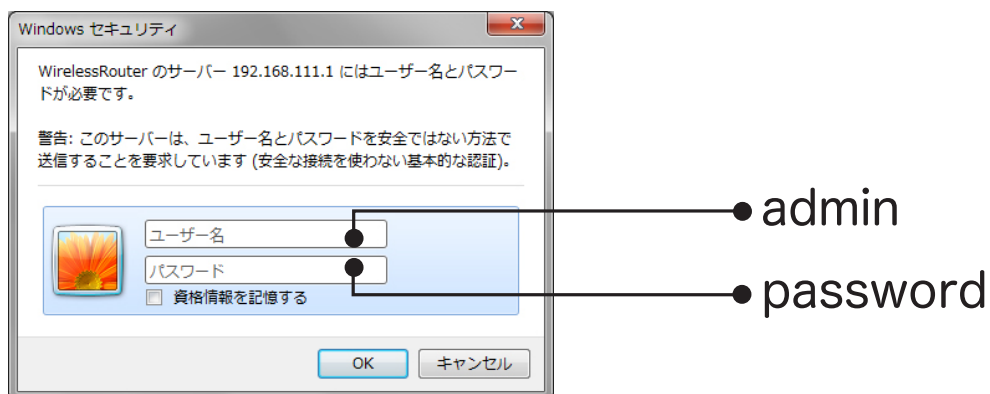 Windows セキュリティ
WirelessRouter のサーバー 192.168.111.1 にはユーザー名とパスワー
ドが必要です。
警告: このサーバーは、ユーザー名とパスワードを安全ではない方法で
送信することを要求しています (安全な接続を使わない基本的な認証)。
ユーザー名
admin
パスワード
password
資格情報を記憶する
OK
キャンセル